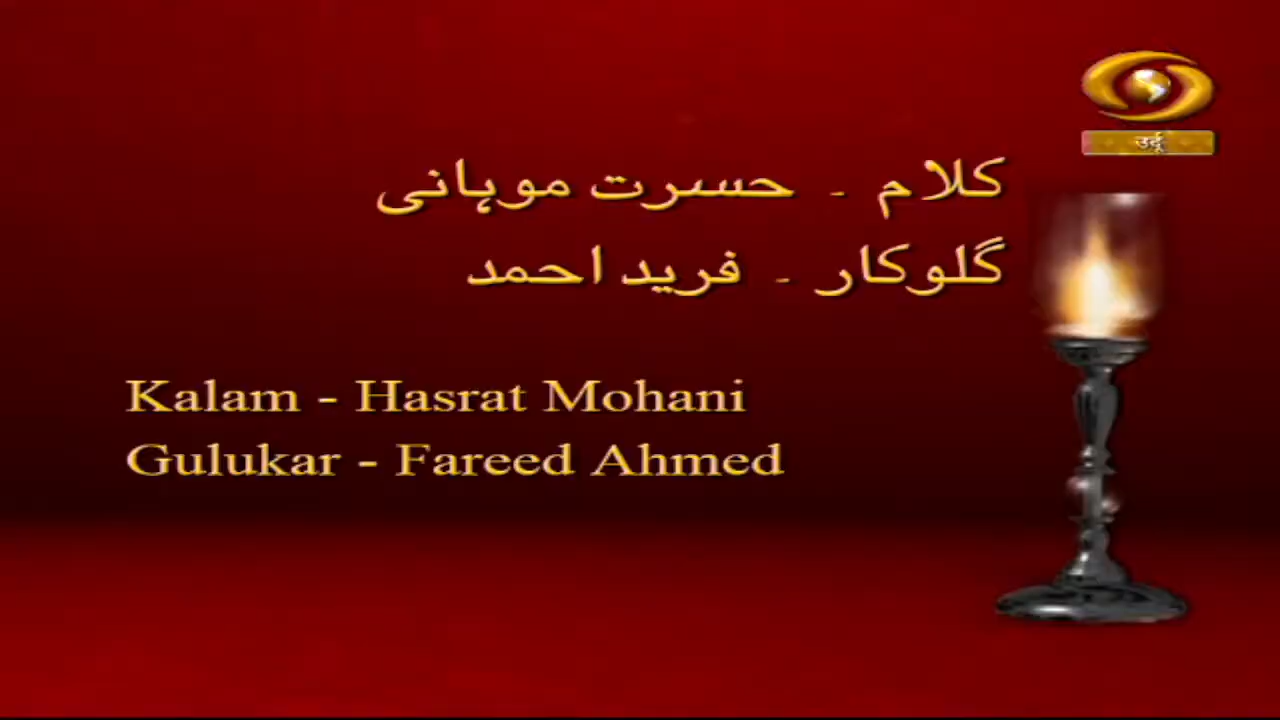 उर्दू
کلام ۔ حسرت موہانی
گلوکار ۔ فرید احمد
Kalam - Hasrat Mohani
Gulukar - Fareed Ahmed